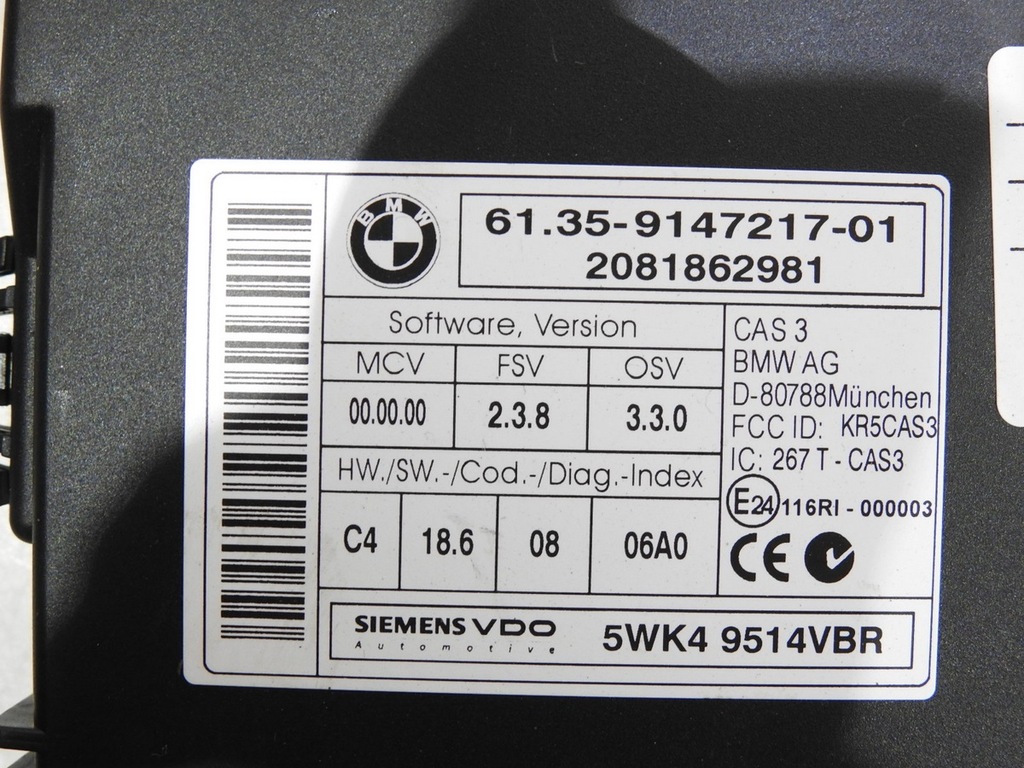 BMW
61.35-9147217-01
2081862981
Software, Version
MCV FSV OSV
00.00.00 2.3.8 3.3.0
HW./SW.-/Cod.-/Diag.-Index
C4 18.6 08 06A0
CAS 3
BMW AG
D-80788München
FCC ID: KR5CAS3
IC: 267 T - CAS3
E24 116RI - 000003
CE
SIEMENS VDO
Automotive
5WK4 9514VBR